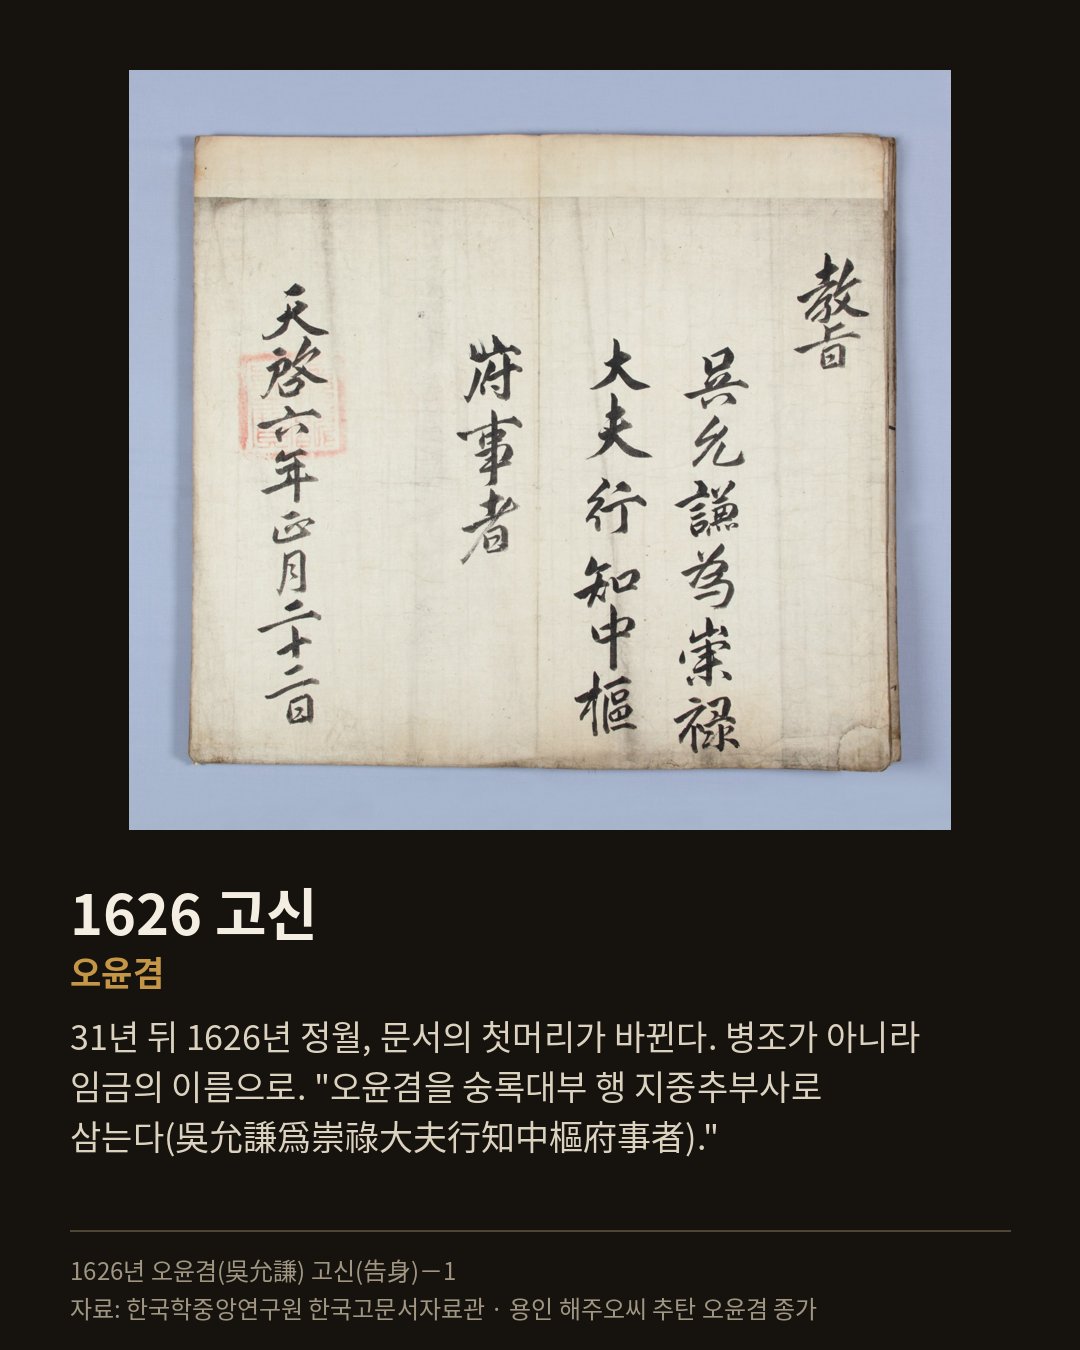 敎旨
吳允謙為崇祿
大夫行知中樞
府事者
天啓六年正月二十二日
1626 고신
오윤겸
31년 뒤 1626년 정월, 문서의 첫머리가 바뀐다. 병조가 아니라
임금의 이름으로. "오윤겸을 숭록대부 행 지중추부사로
삼는다(吳允謙爲崇祿大夫行知中樞府事者)."
1626년 오윤겸(吳允謙) 고신(告身)－1
자료: 한국학중앙연구원 한국고문서자료관 · 용인 해주오씨 추탄 오윤겸 종가